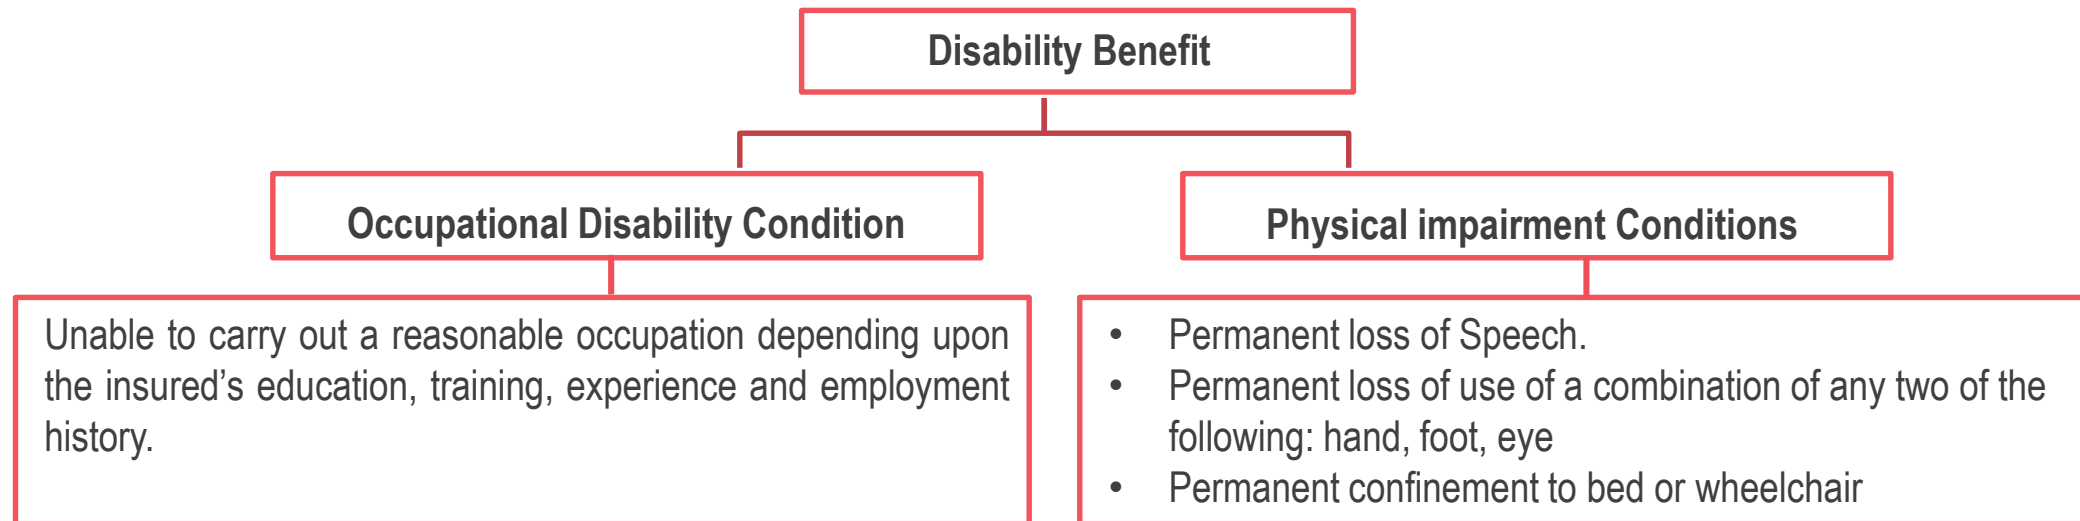 Disability Benefit
Occupational Disability Condition
Unable to carry out a reasonable occupation depending upon
the insured’s education, training, experience and employment
history.
Physical impairment Conditions
• Permanent loss of Speech.
• Permanent loss of use of a combination of any two of the
following: hand, foot, eye
• Permanent confinement to bed or wheelchair